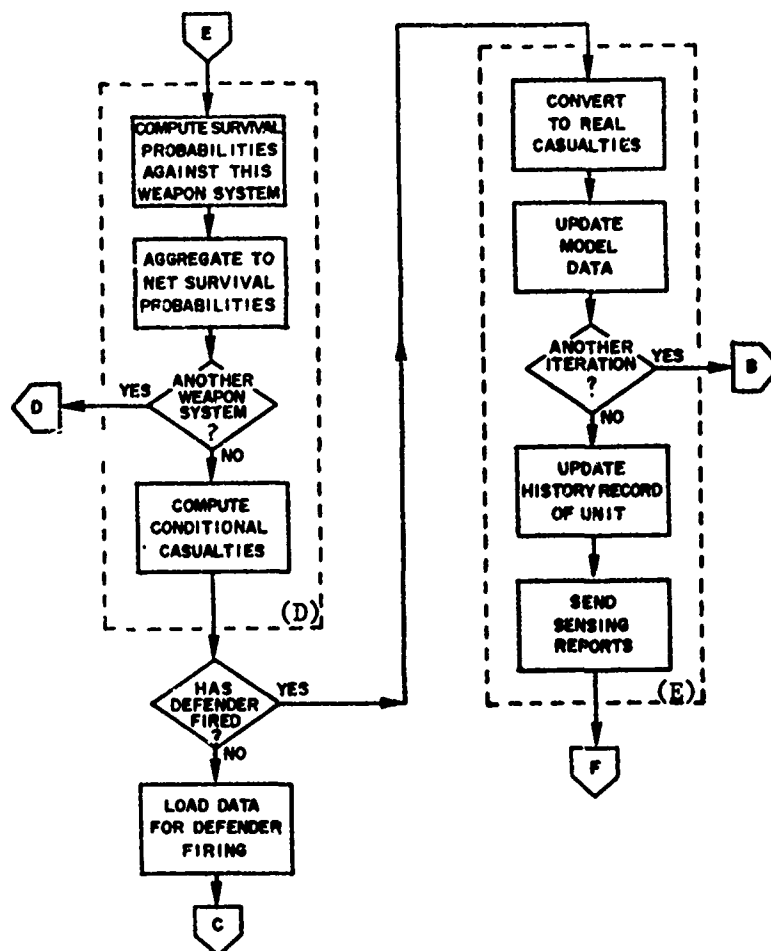 E
COMPUTE SURVIVAL
PROBABILITIES
AGAINST THIS
WEAPON SYSTEM
AGGREGATE TO
NET SURVIVAL
PROBABILITIES
ANOTHER
WEAPON
SYSTEM
?
YES
D
NO
COMPUTE
CONDITIONAL
CASUALTIES
(D)
HAS
DEFENDER
FIRED
?
YES
NO
LOAD DATA
FOR DEFENDER
FIRING
C
CONVERT
TO REAL
CASUALTIES
UPDATE
MODEL
DATA
ANOTHER
ITERATION
?
YES
B
NO
UPDATE
HISTORY RECORD
OF UNIT
SEND
SENSING
REPORTS
(E)
F